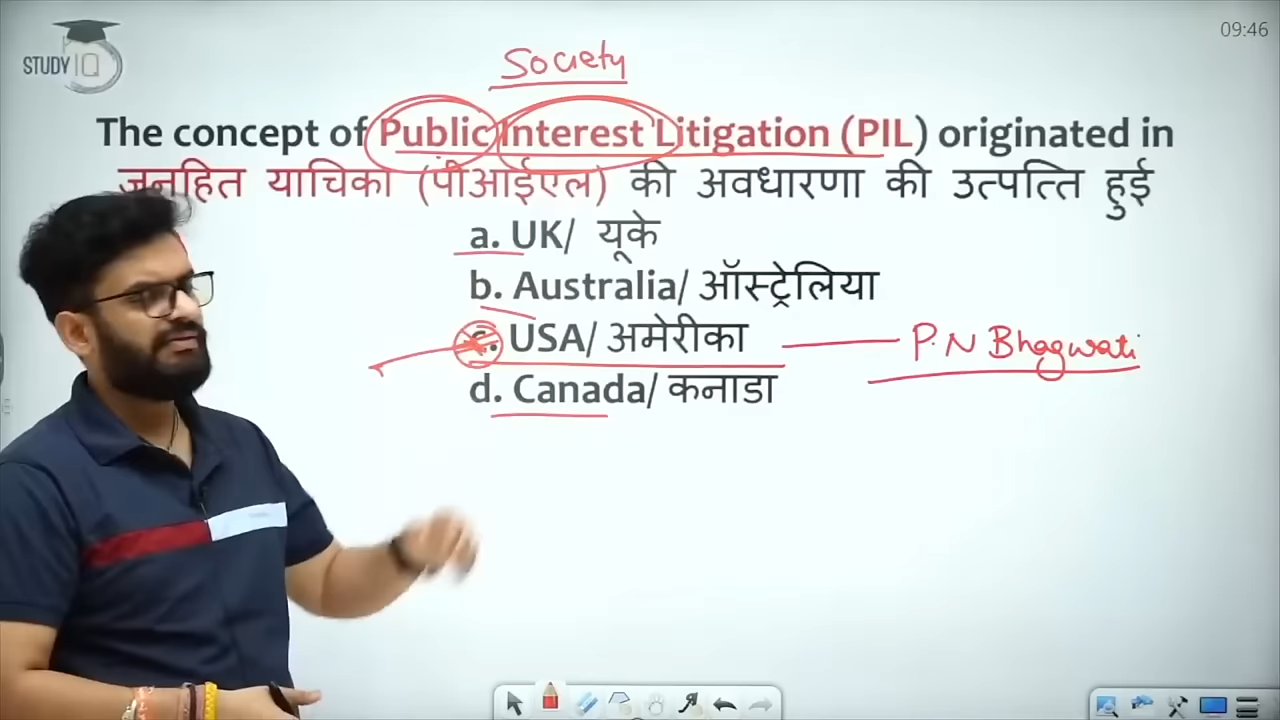 09:46
STUDY IQ
Society
The concept of Public Interest Litigation (PIL) originated in
जनहित याचिका (पीआईएल) की अवधारणा की उत्पत्ति हुई
a. UK/ यूके
b. Australia/ ऑस्ट्रेलिया
c. USA/ अमेरीका P.N Bhagwati
d. Canada/ कनाडा